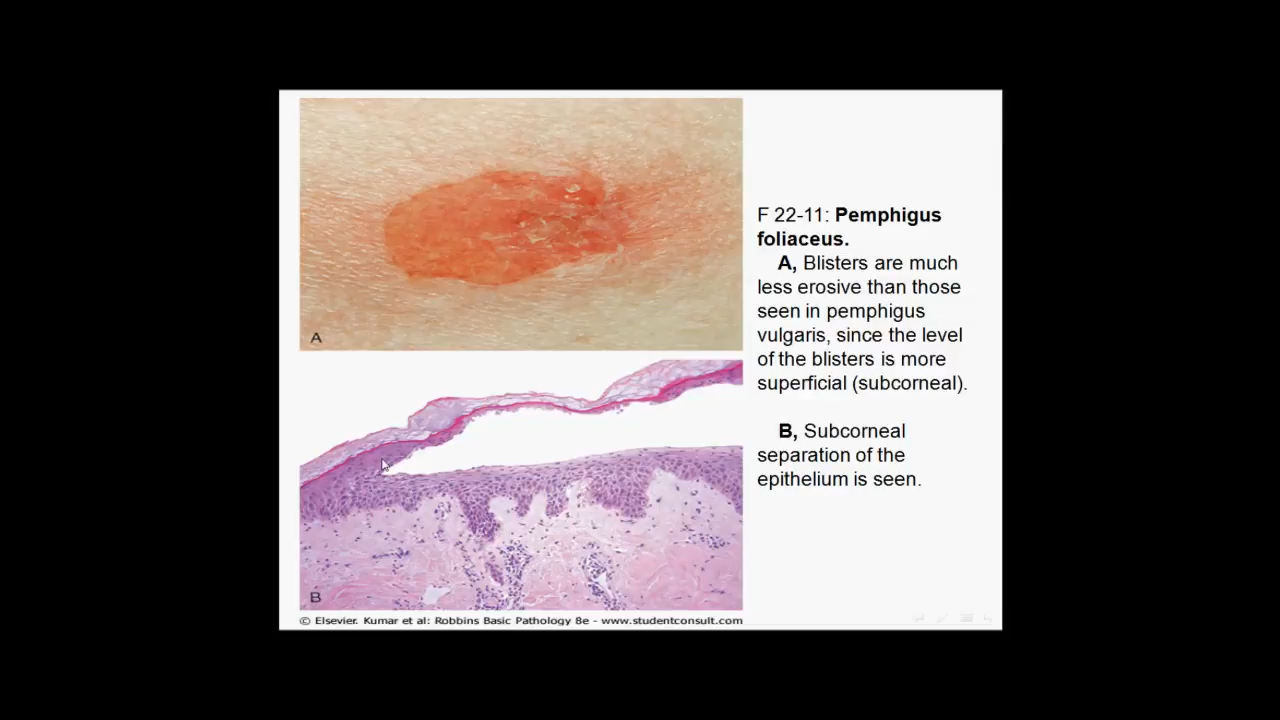 A
B
F 22-11: Pemphigus
foliaceus.
A, Blisters are much
less erosive than those
seen in pemphigus
vulgaris, since the level
of the blisters is more
superficial (subcorneal).
B, Subcorneal
separation of the
epithelium is seen.
© Elsevier. Kumar et al: Robbins Basic Pathology 8e - www.studentconsult.com